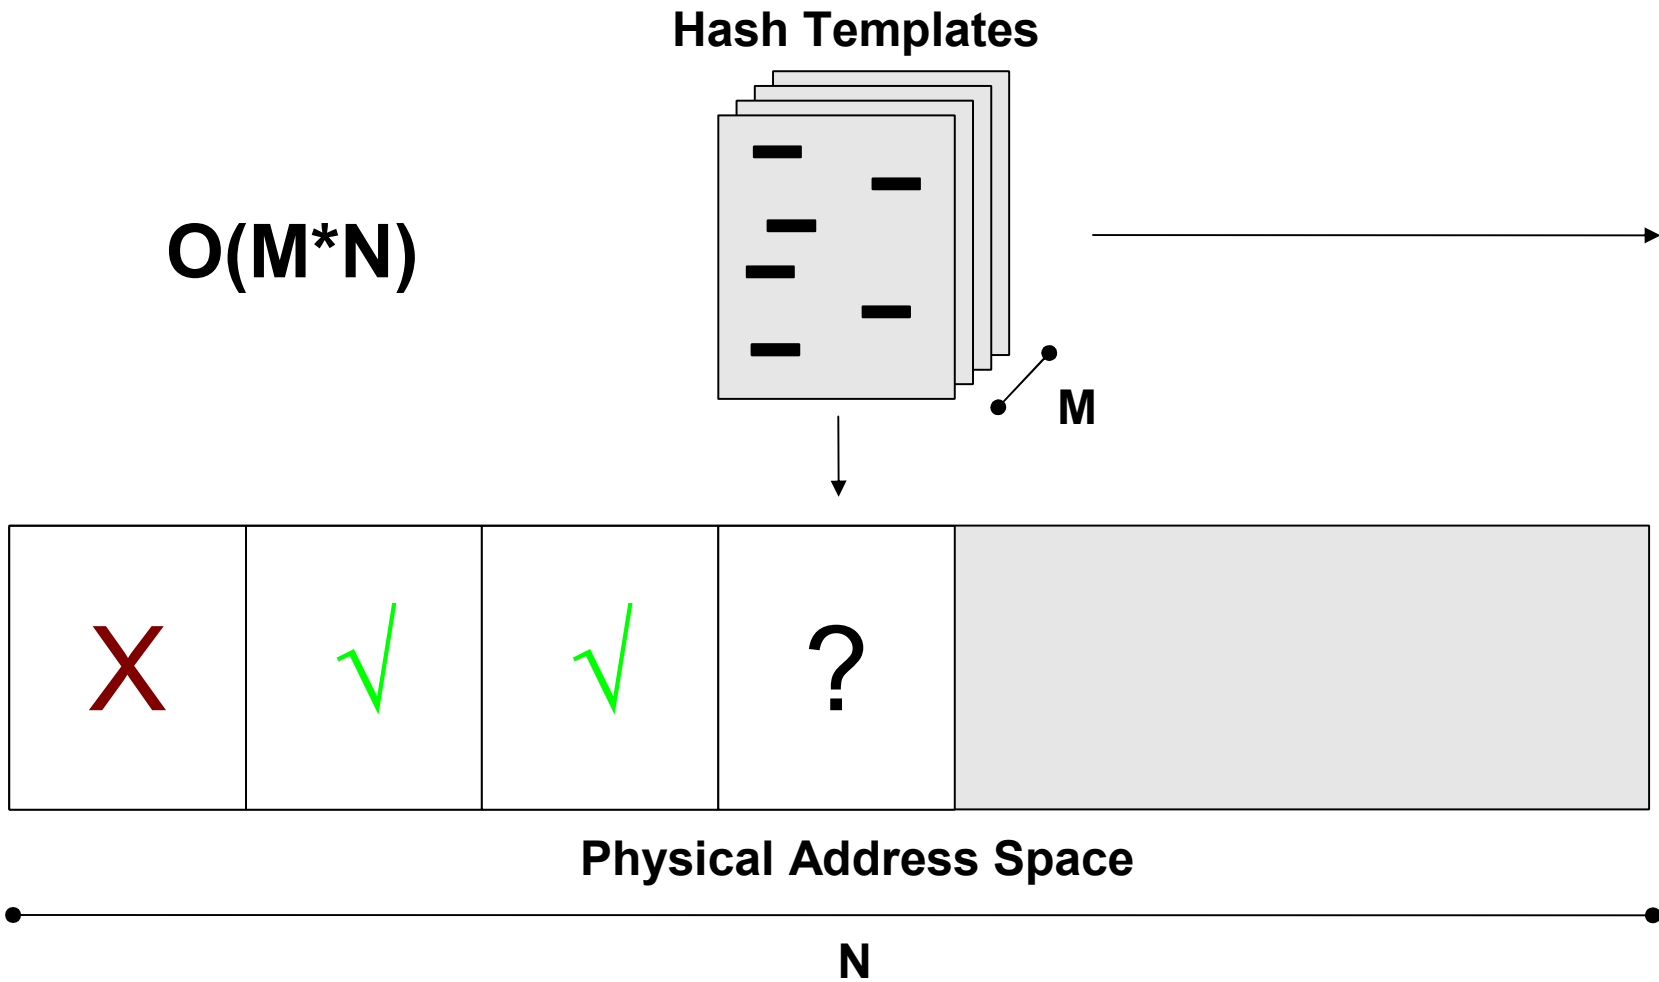 Hash Templates
O(M*N)
M
X √ √ ?
Physical Address Space
N